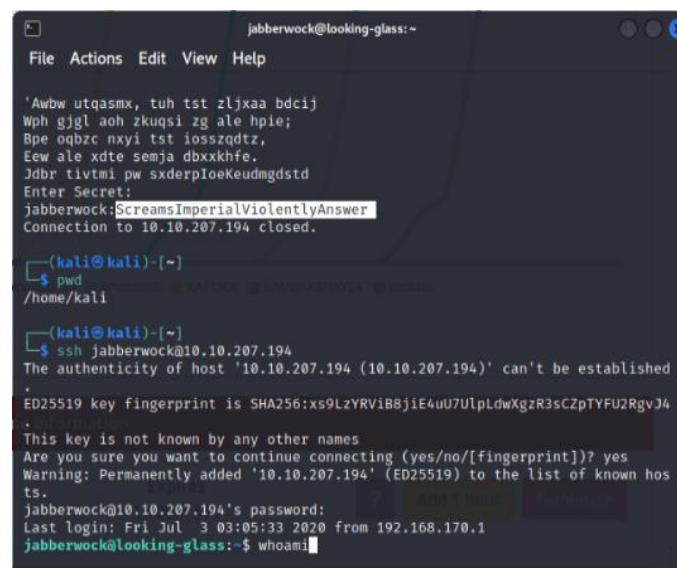 jabberwock@looking-glass:~
File Actions Edit View Help
'Awbw utqasmx, tuh tst zljxaa bdcij
Wph gjgl aoh zkuqsi zg ale hpie;
Bpe oqbzc nxyi tst iosszqdtz,
Eew ale xdte semja dbxxkhfe.
Jdbr tivtmi pw sxderpIoeKeudmgdstd
Enter Secret:
jabberwock:ScreamsImperialViolentlyAnswer
Connection to 10.10.207.194 closed.
(kali㉿kali)-[~]
$ pwd
/home/kali
(kali㉿kali)-[~]
$ ssh jabberwock@10.10.207.194
The authenticity of host '10.10.207.194 (10.10.207.194)' can't be established
.
ED25519 key fingerprint is SHA256:xs9LzYRViB8jiE4uU7UlpLdwXgzR3sCZpTYFU2RgvJ4
.
This key is not known by any other names
Are you sure you want to continue connecting (yes/no/[fingerprint])? yes
Warning: Permanently added '10.10.207.194' (ED25519) to the list of known hos
ts.
jabberwock@10.10.207.194's password:
Last login: Fri Jul  3 03:05:33 2020 from 192.168.170.1
jabberwock@looking-glass:~$ whoami